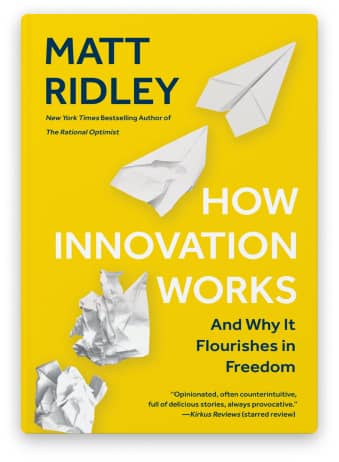 MATT
RIDLEY
New York Times Bestselling Author of
The Rational Optimist
HOW
INNOVATION
WORKS
And Why It
Flourishes in
Freedom
"Opinionated, often counterintuitive,
full of delicious stories, always provocative."
—Kirkus Reviews (starred review)